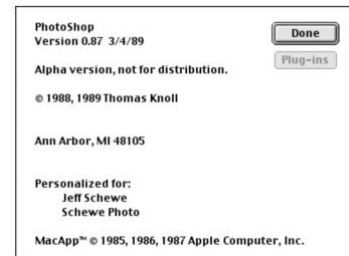 PhotoShop
Version 0.87 3/4/89
Done
Plug-ins
Alpha version, not for distribution.
© 1988, 1989 Thomas Knoll
Ann Arbor, MI 48105
Personalized for:
Jeff Schewe
Schewe Photo
MacApp™ © 1985, 1986, 1987 Apple Computer, Inc.